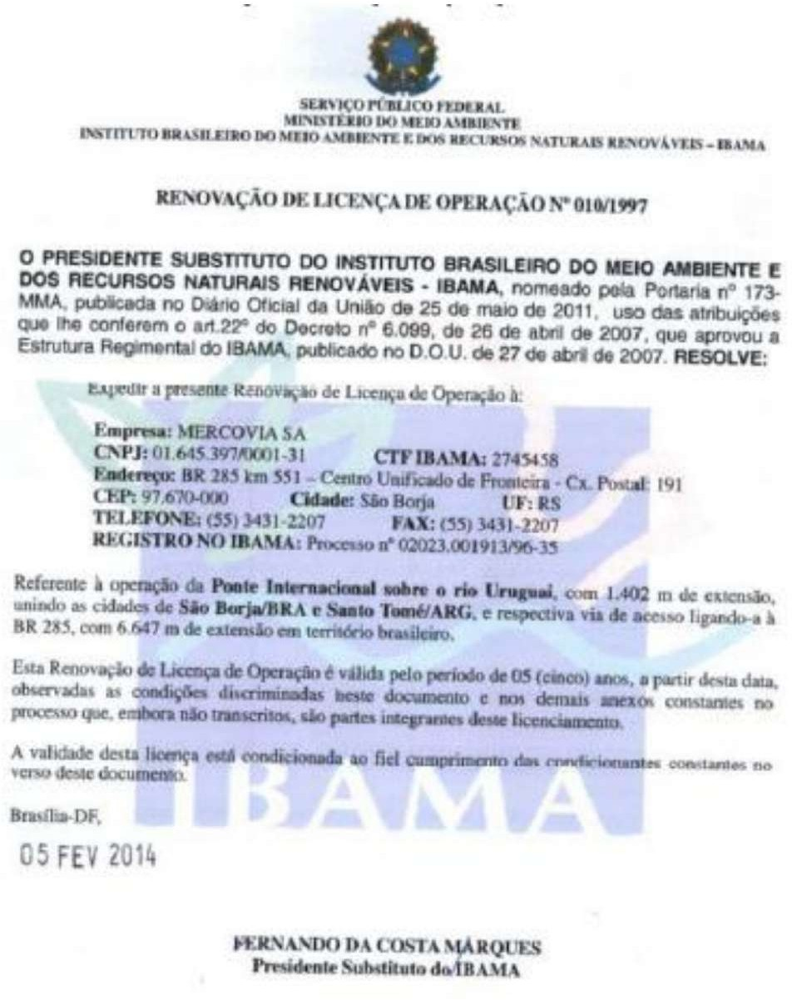 SERVIÇO PÚBLICO FEDERAL
MINISTÉRIO DO MEIO AMBIENTE
INSTITUTO BRASILEIRO DO MEIO AMBIENTE E DOS RECURSOS NATURAIS RENOVÁVEIS – IBAMA
RENOVAÇÃO DE LICENÇA DE OPERAÇÃO Nº 010/1997
O PRESIDENTE SUBSTITUTO DO INSTITUTO BRASILEIRO DO MEIO AMBIENTE E
DOS RECURSOS NATURAIS RENOVÁVEIS - IBAMA, nomeado pela Portaria nº 173-
MMA, publicada no Diário Oficial da União de 25 de maio de 2011, uso das atribuições
que lhe conferem o art.22º do Decreto nº 6.099, de 26 de abril de 2007, que aprovou a
Estrutura Regimental do IBAMA, publicado no D.O.U. de 27 de abril de 2007. RESOLVE:
Expedir a presente Renovação de Licença de Operação à:
Empresa: MERCOVIA SA
CNPJ: 01.645.397/0001-31 CTF IBAMA: 2745458
Endereço: BR 285 km 551 – Centro Unificado de Fronteira - Cx. Postal: 191
CEP: 97.670-000 Cidade: São Borja UF: RS
TELEFONE: (55) 3431-2207 FAX: (55) 3431-2207
REGISTRO NO IBAMA: Processo nº 02023.001913/96-35
Referente à operação da Ponte Internacional sobre o rio Uruguai, com 1.402 m de extensão,
unindo as cidades de São Borja/BRA e Santo Tomé/ARG, e respectiva via de acesso ligando-a à
BR 285, com 6.647 m de extensão em território brasileiro.
Esta Renovação de Licença de Operação é válida pelo período de 05 (cinco) anos, a partir desta data,
observadas as condições discriminadas neste documento e nos demais anexos constantes no
processo que, embora não transcritos, são partes integrantes deste licenciamento.
A validade desta licença está condicionada ao fiel cumprimento das condicionantes constantes no
verso deste documento.
IBAMA
Brasília-DF,
05 FEV 2014
FERNANDO DA COSTA MARQUES
Presidente Substituto do IBAMA